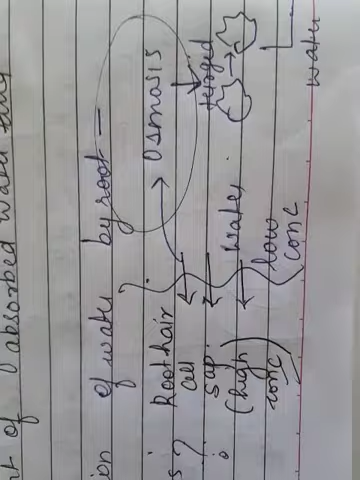 nt of absorbed water
ion of water by root —
Root hair → Osmosis
cell
sap.
(high water
conc) low
conc
water